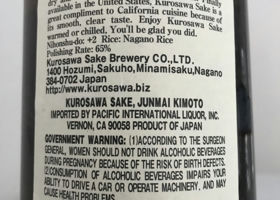 available in the United States, Kurosawa Sake is really
great compliment to California cuisine because of
its smooth, clear taste. Enjoy Kurosawa Sake
warmed or chilled. You'll be glad you did.
Nihonshu-do: +2 Rice: Nagano Rice
Polishing Rate: 65%
Kurosawa Sake Brewery CO.,LTD.
1400 Hozumi, Sakuho, Minamisaku, Nagano
384-0702 Japan
http://www.kurosawa.biz
KUROSAWA SAKE, JUNMAI KIMOTO
IMPORTED BY PACIFIC INTERNATIONAL LIQUOR, INC.
VERNON, CA 90058 PRODUCT OF JAPAN
GOVERNMENT WARNING: (1)ACCORDING TO THE SURGEON
GENERAL, WOMEN SHOULD NOT DRINK ALCOHOLIC BEVERAGES
DURING PREGNANCY BECAUSE OF THE RISK OF BIRTH DEFECTS.
(2)CONSUMPTION OF ALCOHOLIC BEVERAGES IMPAIRS YOUR
ABILITY TO DRIVE A CAR OR OPERATE MACHINERY, AND MAY
CAUSE HEALTH PROBLEMS.